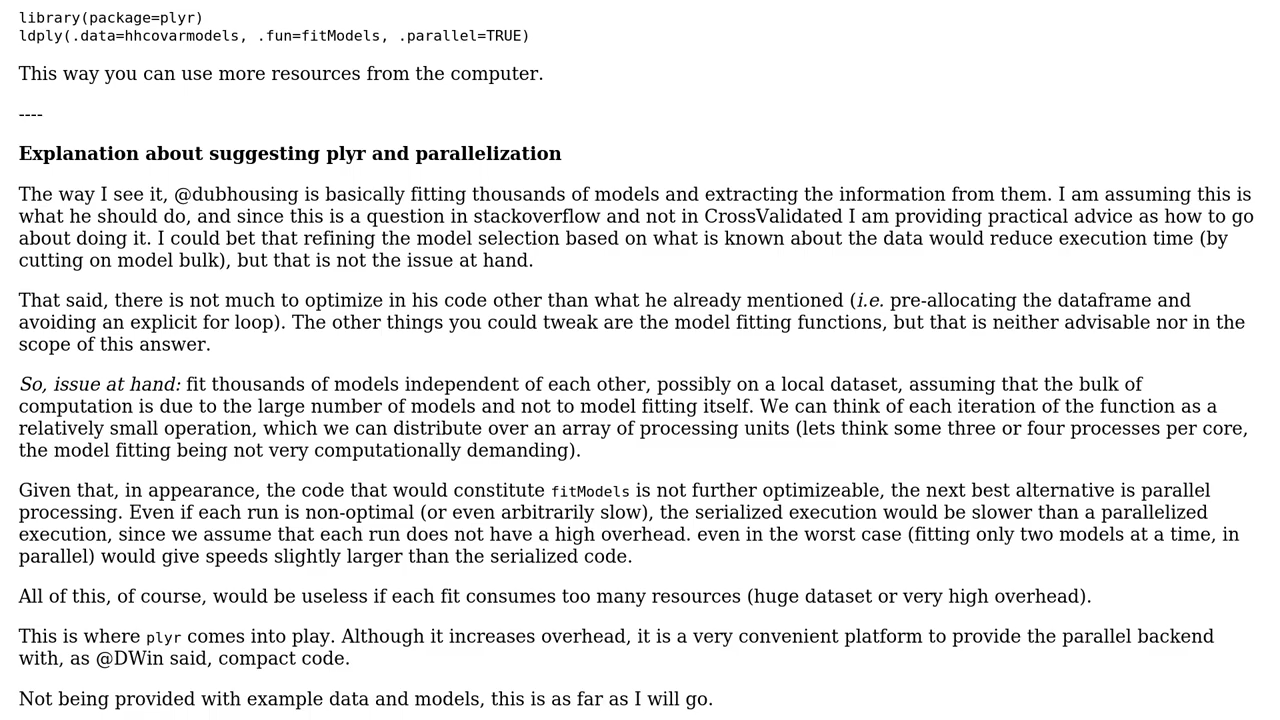 library(package=plyr)
ldply(.data=hhcovarmodels, .fun=fitModels, .parallel=TRUE)
This way you can use more resources from the computer.
----
Explanation about suggesting plyr and parallelization
The way I see it, @dubhousing is basically fitting thousands of models and extracting the information from them. I am assuming this is
what he should do, and since this is a question in stackoverflow and not in CrossValidated I am providing practical advice as how to go
about doing it. I could bet that refining the model selection based on what is known about the data would reduce execution time (by
cutting on model bulk), but that is not the issue at hand.
That said, there is not much to optimize in his code other than what he already mentioned (i.e. pre-allocating the dataframe and
avoiding an explicit for loop). The other things you could tweak are the model fitting functions, but that is neither advisable nor in the
scope of this answer.
So, issue at hand: fit thousands of models independent of each other, possibly on a local dataset, assuming that the bulk of
computation is due to the large number of models and not to model fitting itself. We can think of each iteration of the function as a
relatively small operation, which we can distribute over an array of processing units (lets think some three or four processes per core,
the model fitting being not very computationally demanding).
Given that, in appearance, the code that would constitute fitModels is not further optimizeable, the next best alternative is parallel
processing. Even if each run is non-optimal (or even arbitrarily slow), the serialized execution would be slower than a parallelized
execution, since we assume that each run does not have a high overhead. even in the worst case (fitting only two models at a time, in
parallel) would give speeds slightly larger than the serialized code.
All of this, of course, would be useless if each fit consumes too many resources (huge dataset or very high overhead).
This is where plyr comes into play. Although it increases overhead, it is a very convenient platform to provide the parallel backend
with, as @DWin said, compact code.
Not being provided with example data and models, this is as far as I will go.